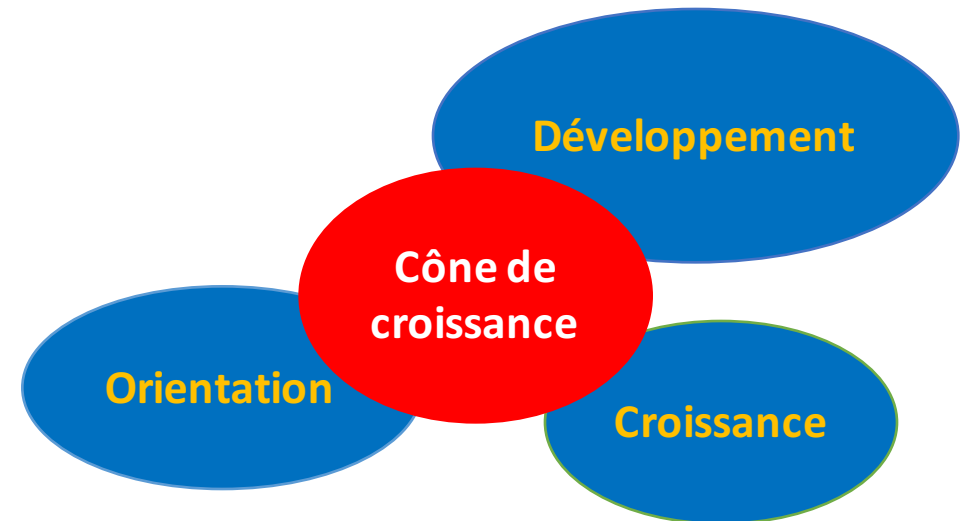 Développement
Cône de
croissance
Orientation
Croissance